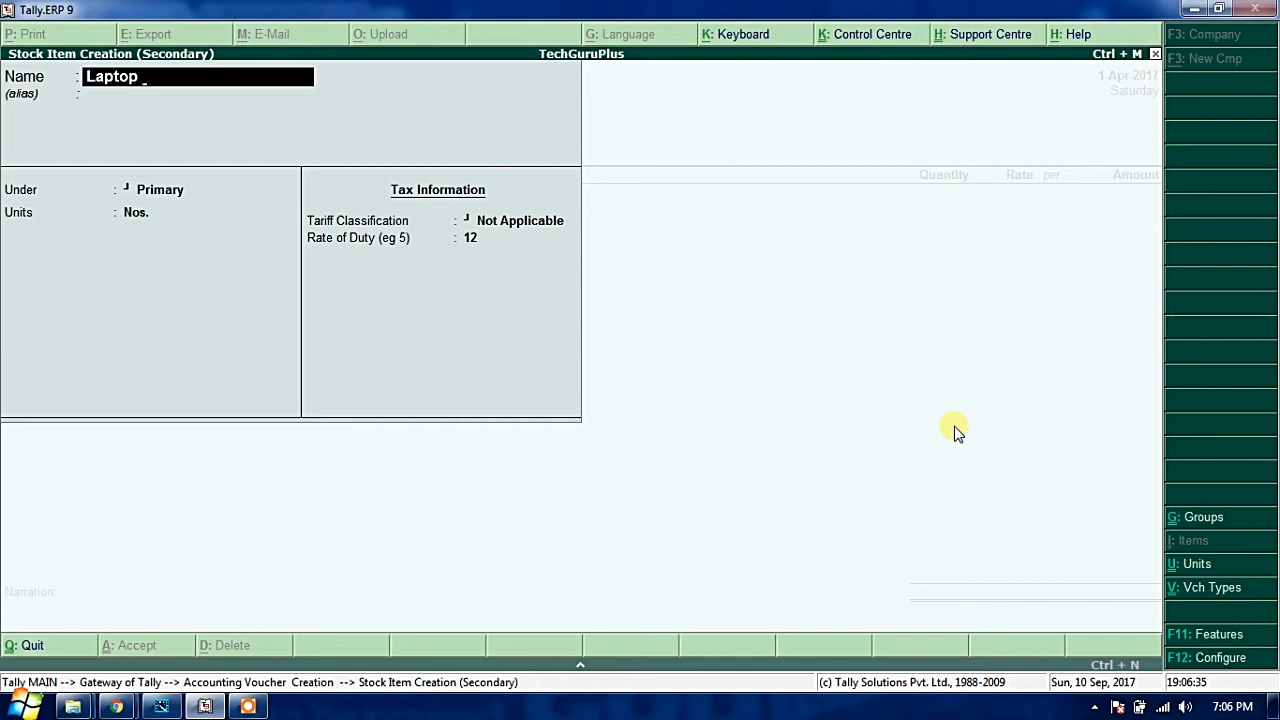 Tally.ERP 9
P: Print E: Export M: E-Mail O: Upload G: Language K: Keyboard K: Control Centre H: Support Centre H: Help F3: Company
Stock Item Creation (Secondary) TechGuruPlus Ctrl + M F3: New Cmp
Name : Laptop _
(alias) :
1-Apr-2017
Saturday
Quantity Rate per Amount
Under : ┘ Primary
Units : Nos.
Tax Information
Tariff Classification : ┘ Not Applicable
Rate of Duty (eg 5) : 12
G: Groups
I: Items
U: Units
V: Vch Types
Narration
F11: Features
F12: Configure
Q: Quit A: Accept D: Delete
Ctrl + N
Tally MAIN --> Gateway of Tally --> Accounting Voucher Creation --> Stock Item Creation (Secondary) (c) Tally Solutions Pvt. Ltd., 1988-2009 Sun, 10 Sep, 2017 19:06:35
7:06 PM